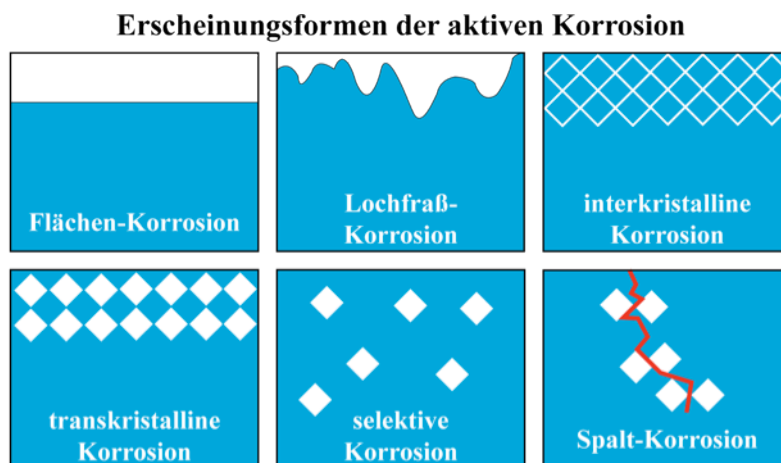 Erscheinungsformen der aktiven Korrosion
Flächen-Korrosion
Lochfraß-
Korrosion
interkristalline
Korrosion
transkristalline
Korrosion
selektive
Korrosion
Spalt-Korrosion